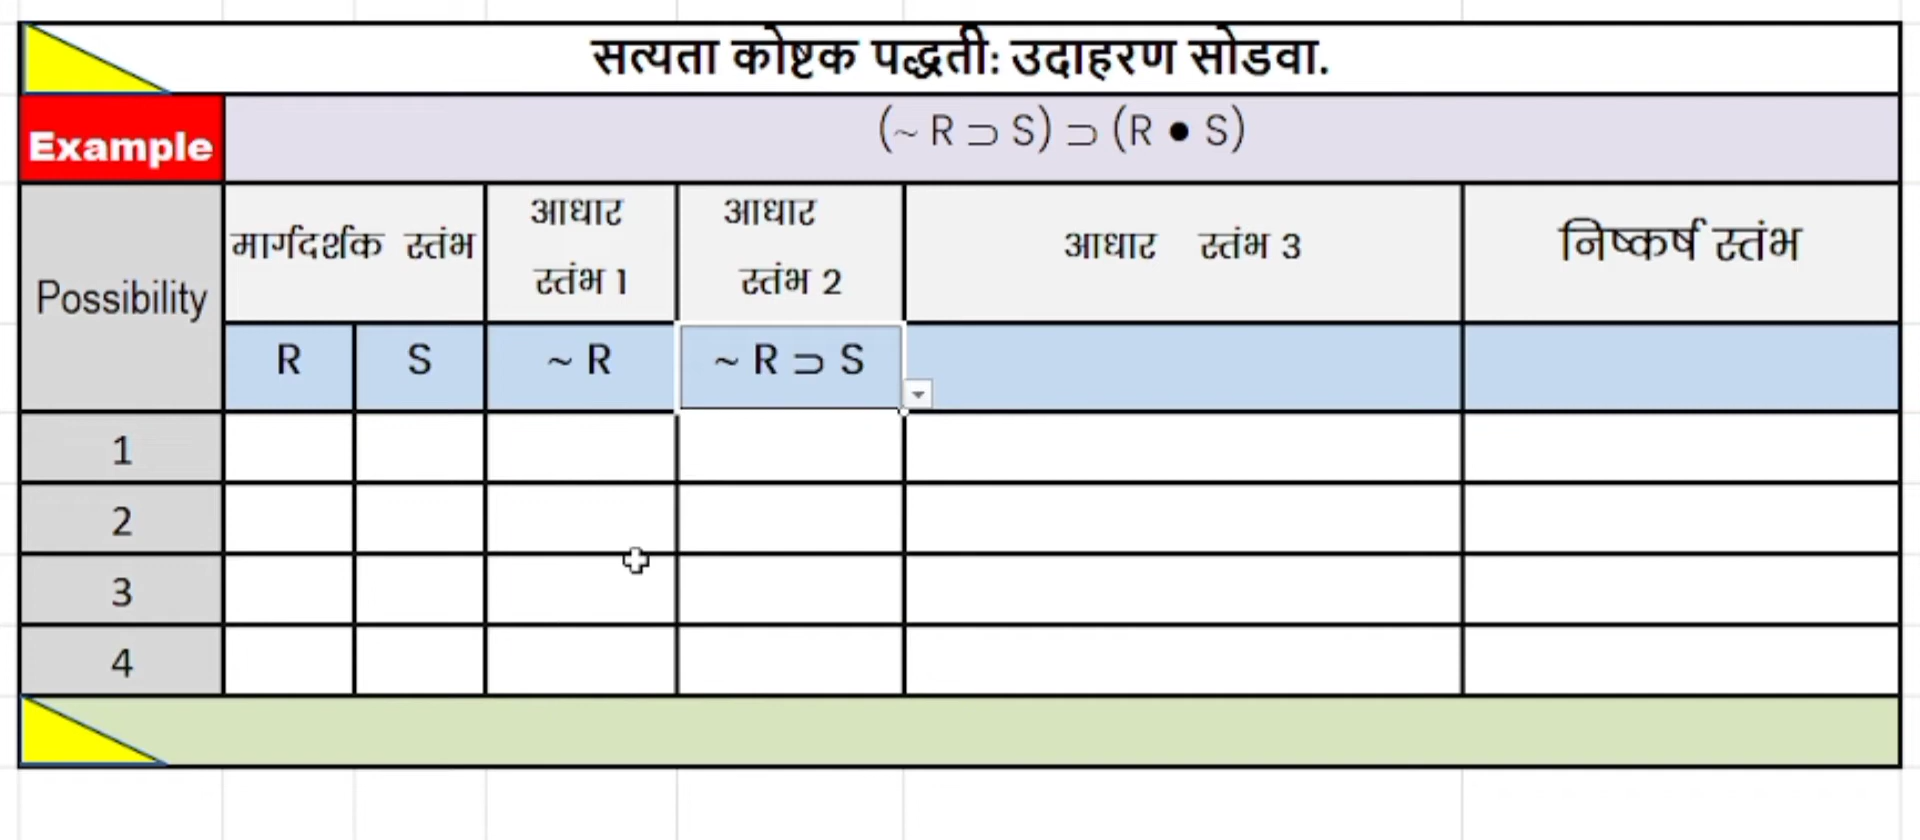 सत्यता कोष्टक पद्धती: उदाहरण सोडवा.
Example
(~ R ⊃ S) ⊃ (R ● S)
Possibility
मार्गदर्शक स्तंभ
आधार
स्तंभ 1
आधार
स्तंभ 2
आधार स्तंभ 3
निष्कर्ष स्तंभ
R
S
~ R
~ R ⊃ S
1
2
3
4